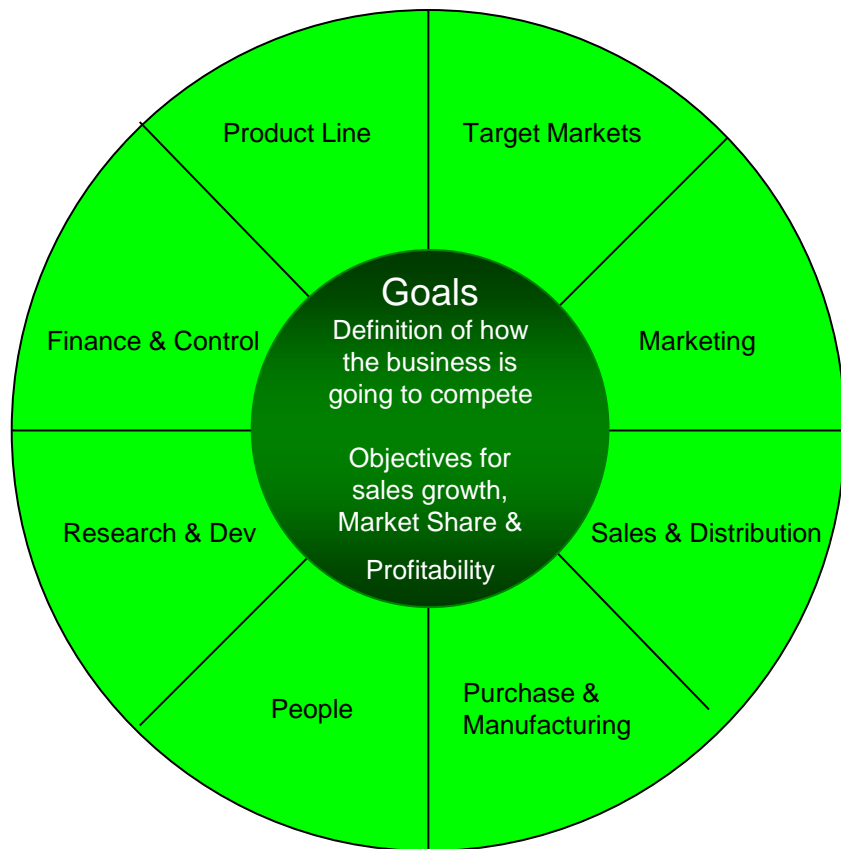 Product Line
Target Markets
Finance & Control
Goals
Definition of how
the business is
going to compete
Objectives for
sales growth,
Market Share &
Profitability
Marketing
Research & Dev
Sales & Distribution
People
Purchase &
Manufacturing